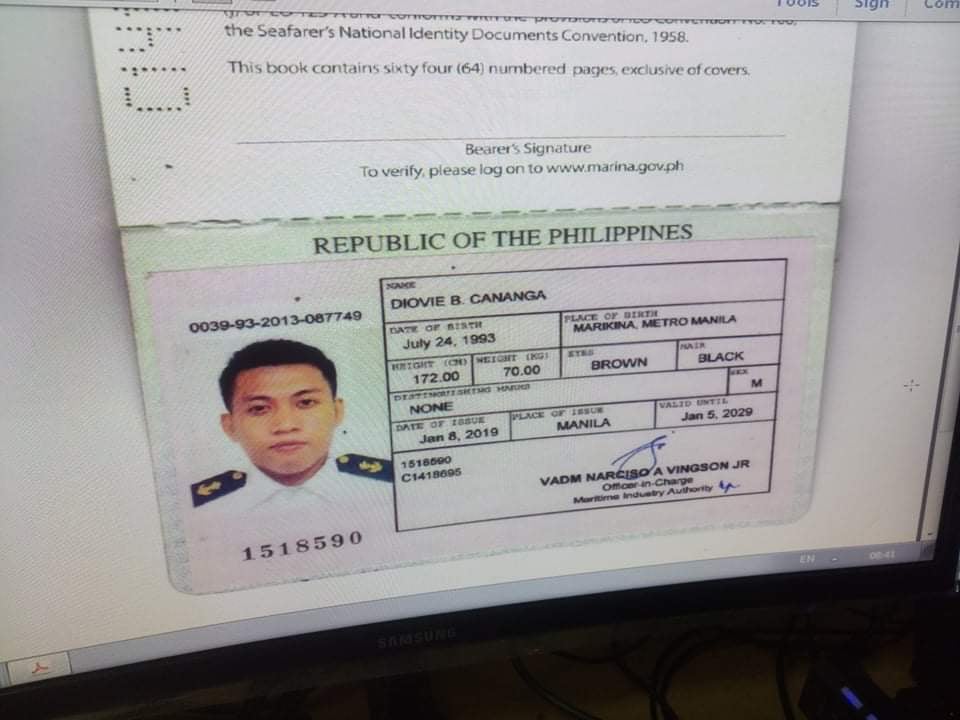 Tools
Sign
Com
the Seafarer's National Identity Documents Convention, 1958.
This book contains sixty four (64) numbered pages, exclusive of covers.
Bearer's Signature
To verify, please log on to www.marina.gov.ph
REPUBLIC OF THE PHILIPPINES
0039-93-2013-087749
NAME
DIOVIE B. CANANGA
DATE OF BIRTH
July 24, 1993
PLACE OF BIRTH
MARIKINA, METRO MANILA
HEIGHT (CM)
172.00
WEIGHT (KG)
70.00
EYES
BROWN
HAIR
BLACK
DISTINGUISHING MARKS
NONE
SEX
M
DATE OF ISSUE
Jan 8, 2019
PLACE OF ISSUE
MANILA
VALID UNTIL
Jan 5, 2029
1518590
C1418695
VADM NARCISO A VINGSON JR
Officer-in-Charge
Maritime Industry Authority
1518590
EN
08:41
SAMSUNG